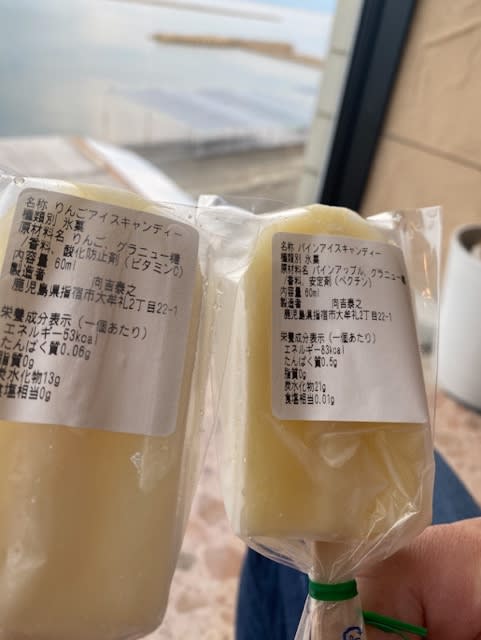 名称 りんごアイスキャンディー
種類別 氷菓
原材料名 りんご、グラニュー糖
/香料、酸化防止剤(ビタミンC)
内容量 60ml
製造者 向吉泰之
鹿児島県指宿市大牟礼2丁目22-1
栄養成分表示(一個あたり)
エネルギー53kcal
たんぱく質0.06g
脂質0g
炭水化物13g
食塩相当0g
名称 パインアイスキャンディー
種類別 氷菓
原材料名 パインアップル、グラニュー糖
/香料、安定剤(ペクチン)
内容量 60ml
製造者 向吉泰之
鹿児島県指宿市大牟礼2丁目22-1
栄養成分表示(一個あたり)
エネルギー83kcal
たんぱく質0.5g
脂質0g
炭水化物21g
食塩相当0.01g